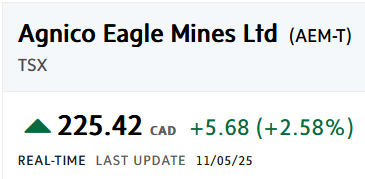 Agnico Eagle Mines Ltd (AEM-T)
TSX
225.42 CAD +5.68 (+2.58%)
REAL-TIME LAST UPDATE 11/05/25